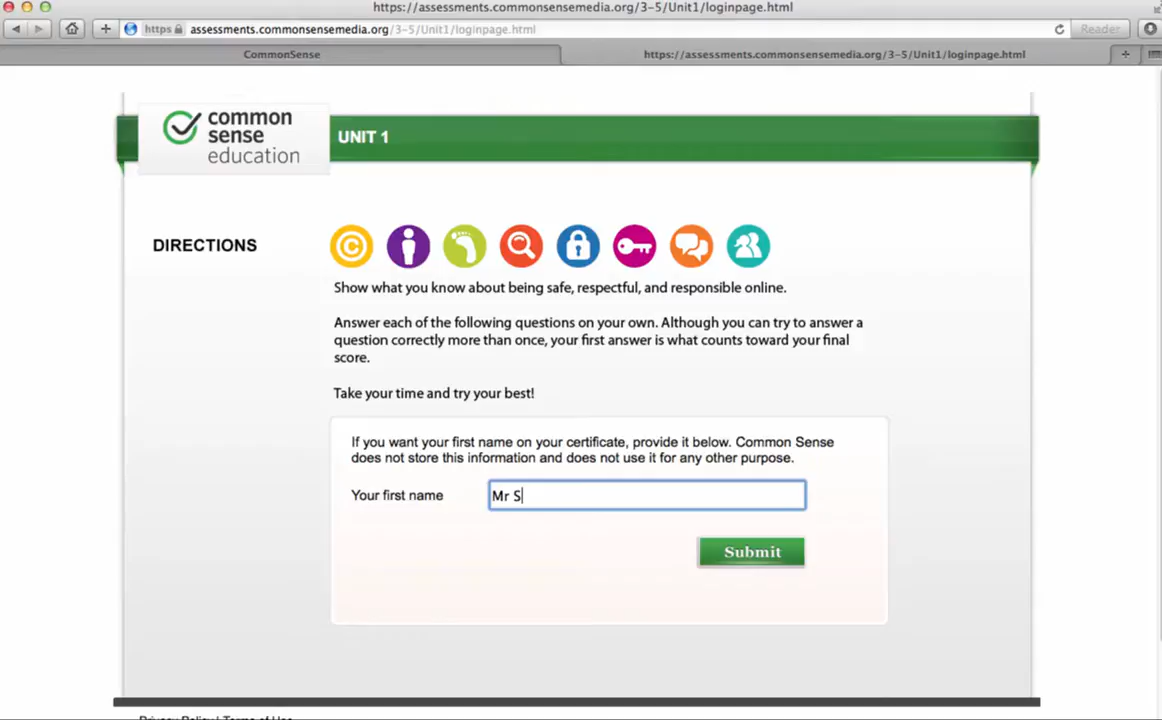 https://assessments.commonsensemedia.org/3-5/Unit1/loginpage.html
https assessments.commonsensemedia.org/3-5/Unit1/loginpage.html Reader
CommonSense https://assessments.commonsensemedia.org/3-5/Unit1/loginpage.html
common
sense
education
UNIT 1
DIRECTIONS
Show what you know about being safe, respectful, and responsible online.
Answer each of the following questions on your own. Although you can try to answer a
question correctly more than once, your first answer is what counts toward your final
score.
Take your time and try your best!
If you want your first name on your certificate, provide it below. Common Sense
does not store this information and does not use it for any other purpose.
Your first name Mr S
Submit
Privacy Policy | Terms of Use